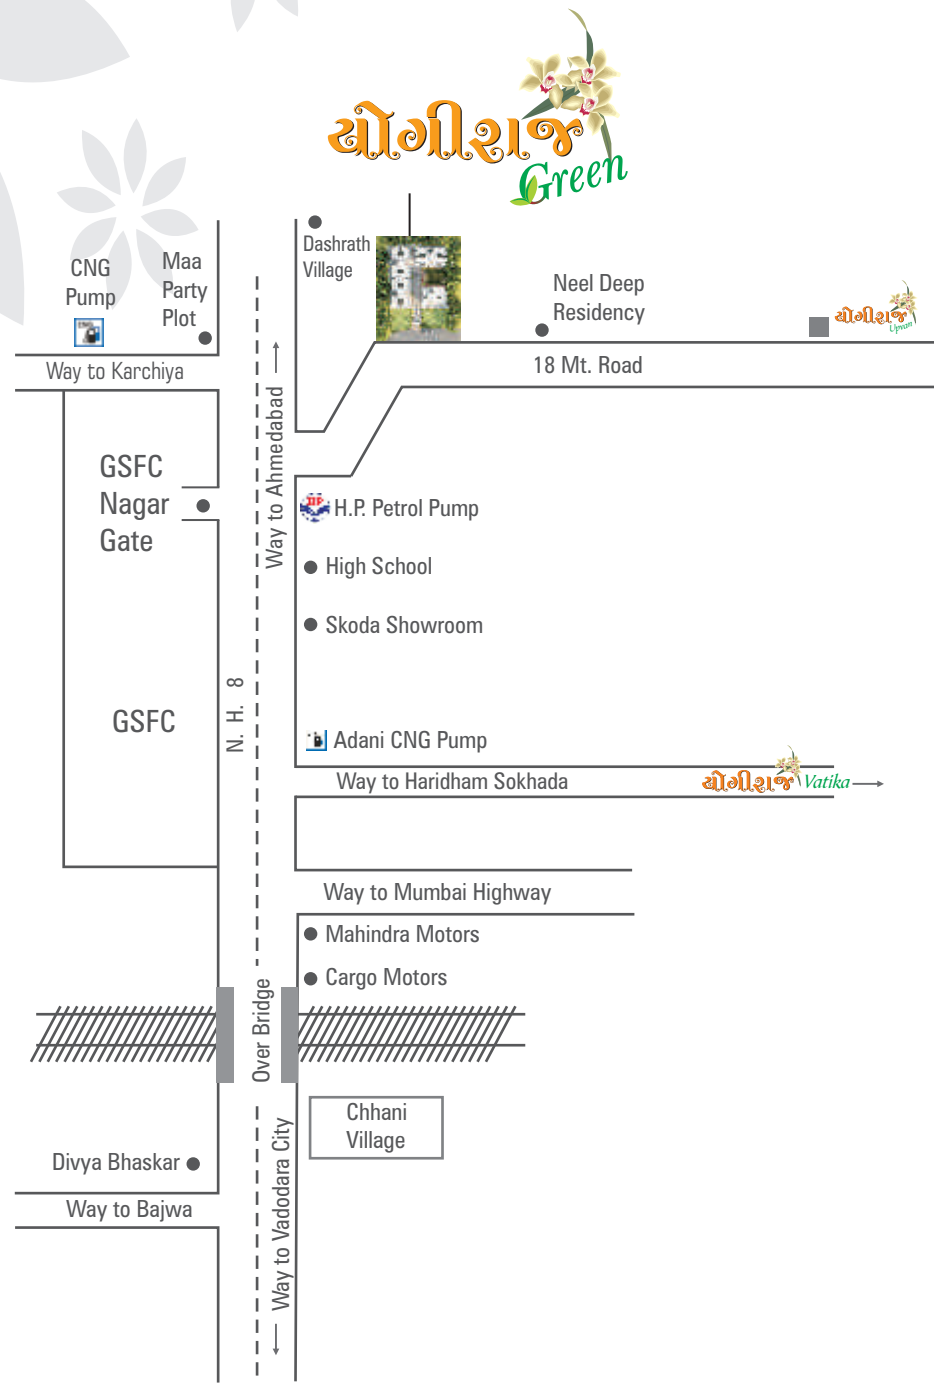 યોગીરાજ
Green
Dashrath
Village
CNG
Pump
Maa
Party
Plot
Neel Deep
Residency
યોગીરાજ
Upvan
Way to Karchiya
18 Mt. Road
Way to Ahmedabad
GSFC
Nagar
Gate
HP
H.P. Petrol Pump
High School
Skoda Showroom
N. H. 8
GSFC
Adani CNG Pump
Way to Haridham Sokhada
યોગીરાજ Vatika
Way to Mumbai Highway
Mahindra Motors
Cargo Motors
Over Bridge
Chhani
Village
Way to Vadodara City
Divya Bhaskar
Way to Bajwa